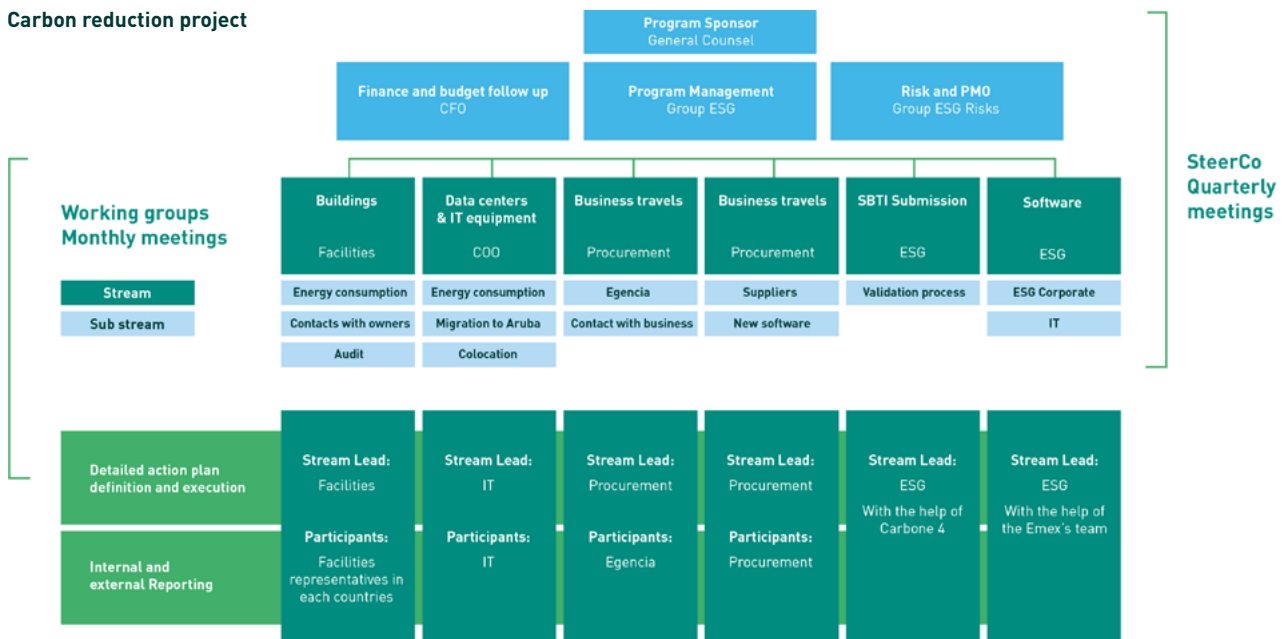 Carbon reduction project
Program Sponsor
General Counsel
Finance and budget follow up
CFO
Program Management
Group ESG
Risk and PMO
Group ESG Risks
SteerCo
Quarterly
meetings
Working groups
Monthly meetings
Stream
Sub stream
Buildings
Facilities
Energy consumption
Contacts with owners
Audit
Data centers
& IT equipment
COO
Energy consumption
Migration to Aruba
Colocation
Business travels
Procurement
Egencia
Contact with business
Business travels
Procurement
Suppliers
New software
SBTI Submission
ESG
Validation process
Software
ESG
ESG Corporate
IT
Detailed action plan
definition and execution
Internal and
external Reporting
Stream Lead:
Facilities
Participants:
Facilities
representatives in
each countries
Stream Lead:
IT
Participants:
IT
Stream Lead:
Procurement
Participants:
Egencia
Stream Lead:
Procurement
Participants:
Procurement
Stream Lead:
ESG
With the help of
Carbone 4
Stream Lead:
ESG
With the help of
the Emex's team